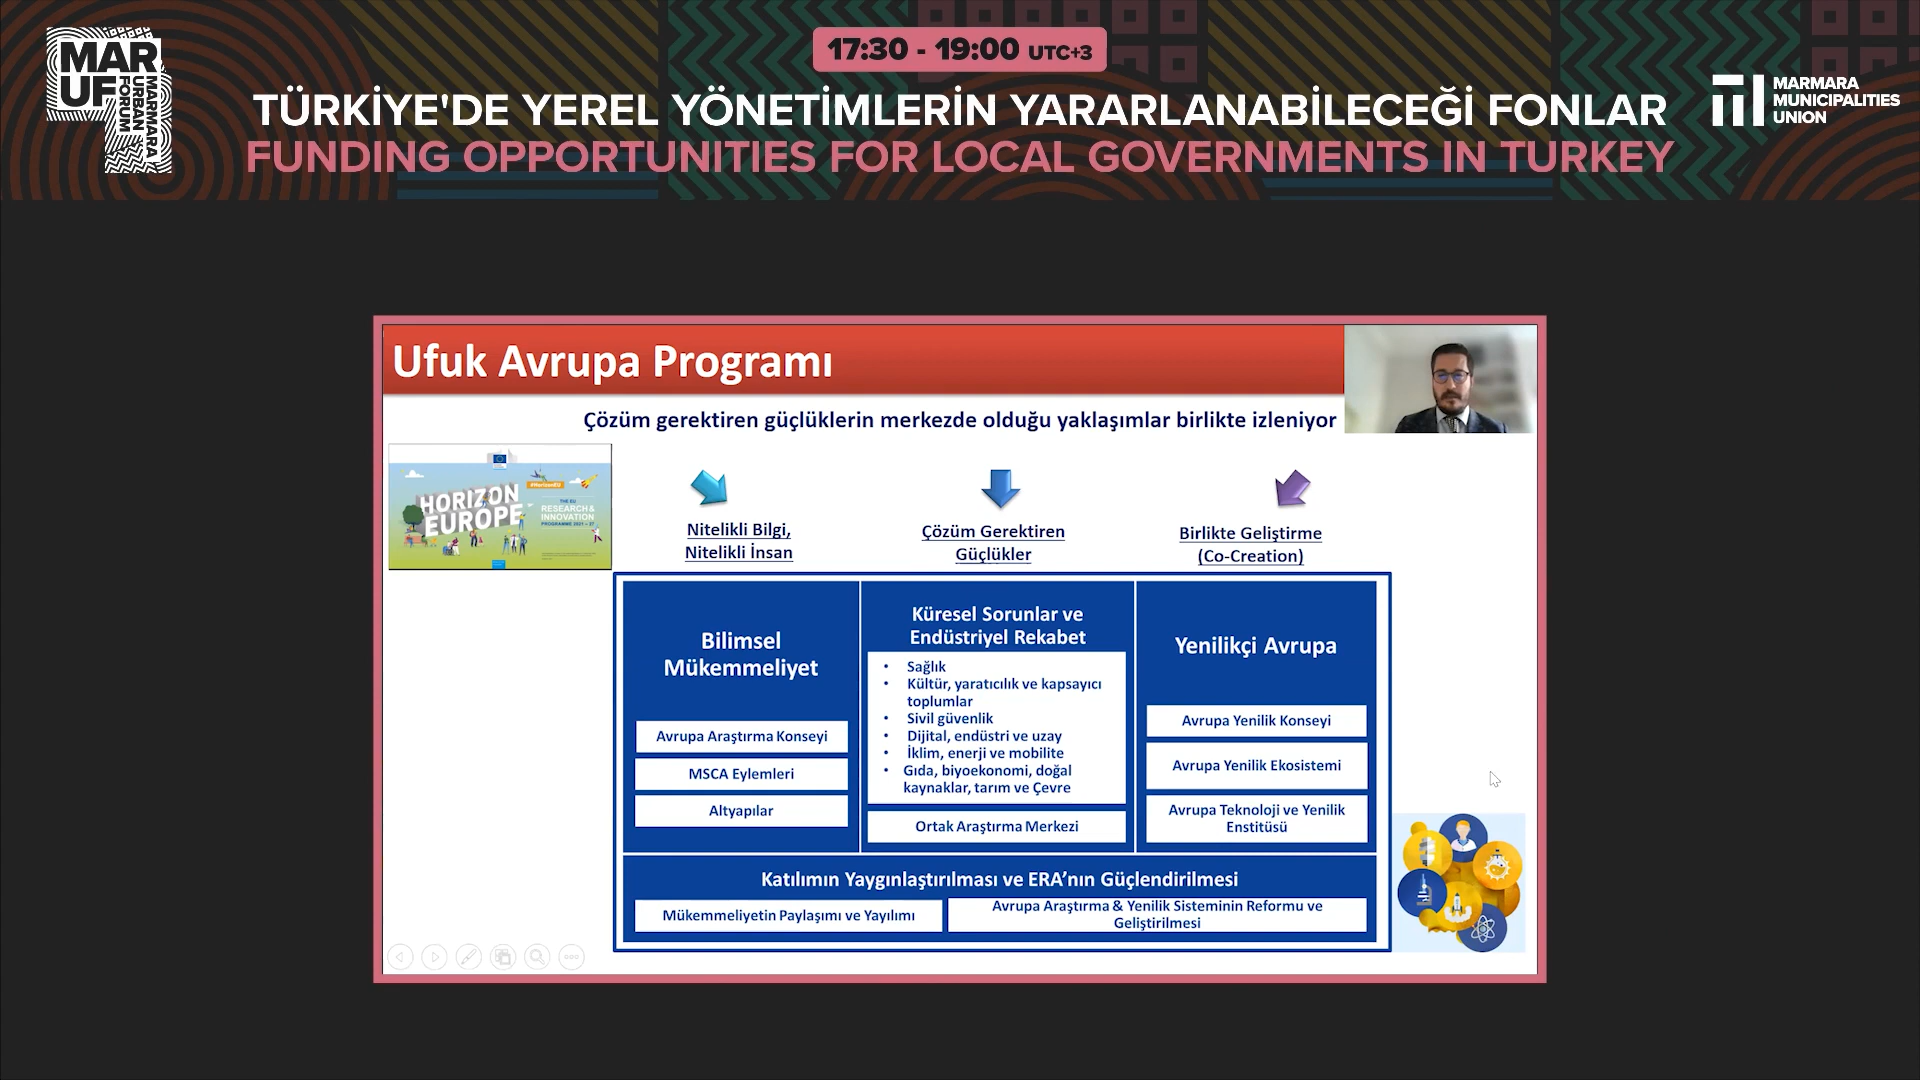 MAR
UF
URBAN
FORUM
MARMARA
17:30 - 19:00 UTC+3
TÜRKİYE'DE YEREL YÖNETİMLERİN YARARLANABİLECEĞİ FONLAR
FUNDING OPPORTUNITIES FOR LOCAL GOVERNMENTS IN TURKEY
MARMARA
MUNICIPALITIES
UNION
Ufuk Avrupa Programı
Çözüm gerektiren güçlüklerin merkezde olduğu yaklaşımlar birlikte izleniyor
#HorizonEU
HORIZON
EUROPE
THE EU
RESEARCH &
INNOVATION
PROGRAMME 2021 – 27
Nitelikli Bilgi,
Nitelikli İnsan
Çözüm Gerektiren
Güçlükler
Birlikte Geliştirme
(Co-Creation)
Bilimsel
Mükemmeliyet
Avrupa Araştırma Konseyi
MSCA Eylemleri
Altyapılar
Küresel Sorunlar ve
Endüstriyel Rekabet
• Sağlık
• Kültür, yaratıcılık ve kapsayıcı
toplumlar
• Sivil güvenlik
• Dijital, endüstri ve uzay
• İklim, enerji ve mobilite
• Gıda, biyoekonomi, doğal
kaynaklar, tarım ve Çevre
Ortak Araştırma Merkezi
Yenilikçi Avrupa
Avrupa Yenilik Konseyi
Avrupa Yenilik Ekosistemi
Avrupa Teknoloji ve Yenilik
Enstitüsü
Katılımın Yaygınlaştırılması ve ERA’nın Güçlendirilmesi
Mükemmeliyetin Paylaşımı ve Yayılımı
Avrupa Araştırma & Yenilik Sisteminin Reformu ve
Geliştirilmesi